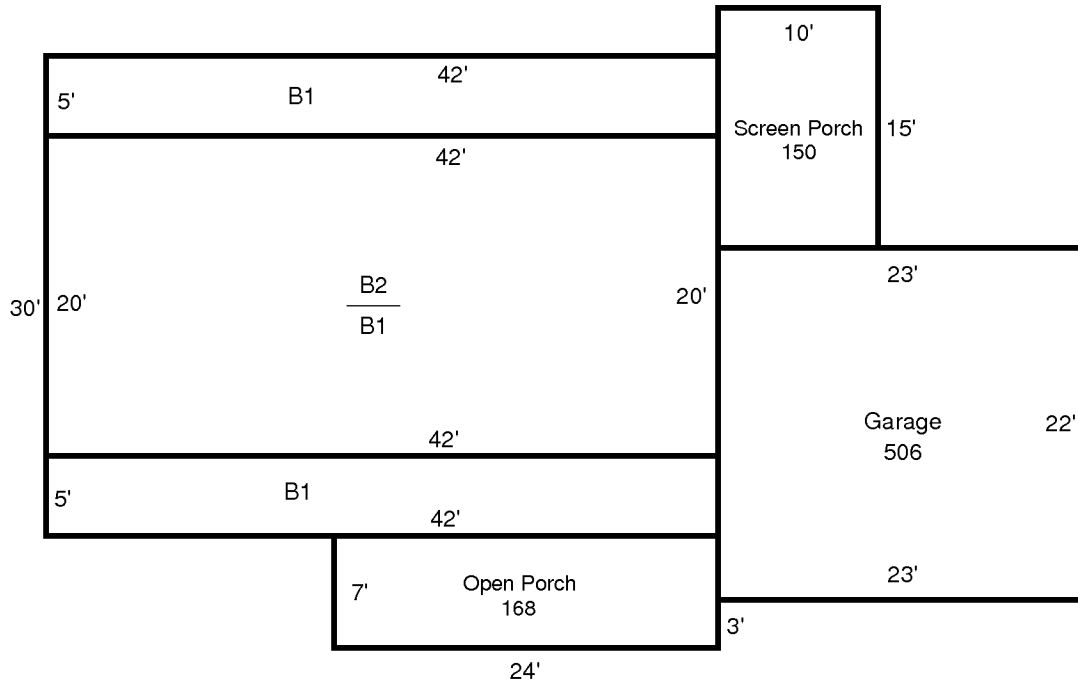 10'
42'
5'
B1
Screen Porch
150
15'
42'
23'
B2
B1
20'
30'
20'
Garage
506
22'
42'
5'
B1
42'
23'
7'
Open Porch
168
3'
24'